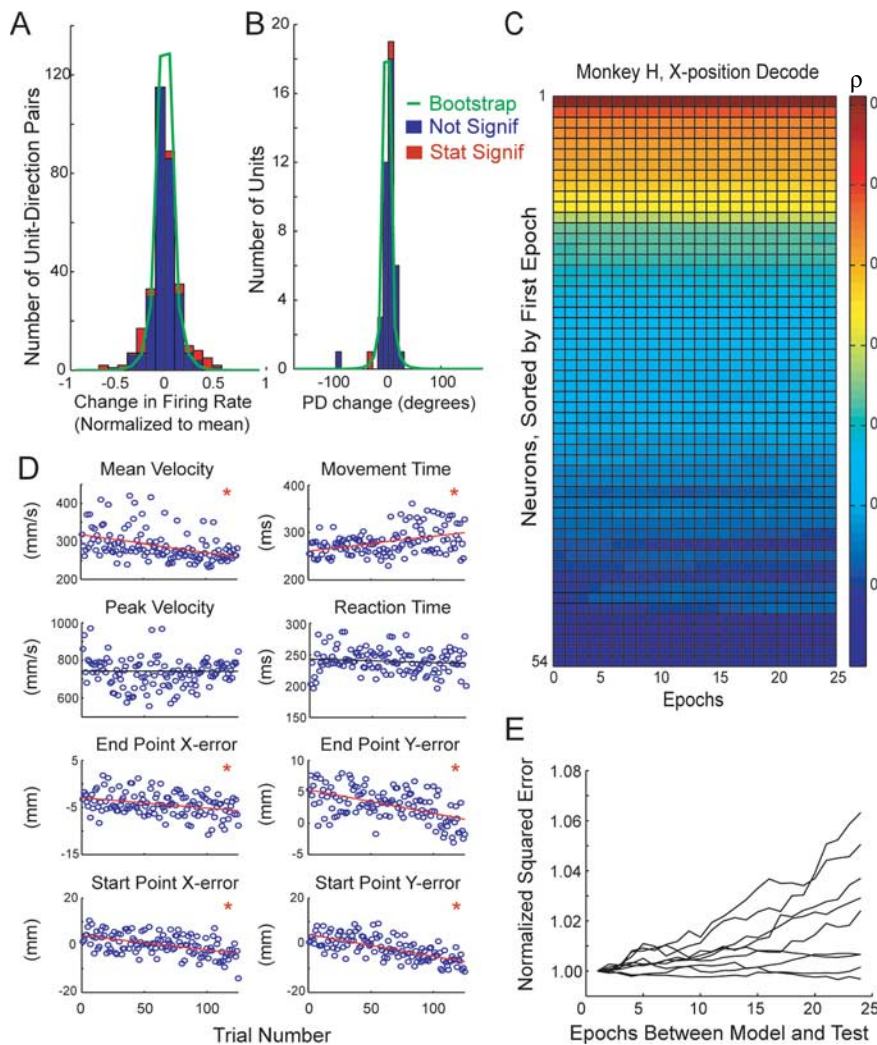 A
B
C
Number of Unit-Direction Pairs
120
80
40
0
-1
-0.5
0
0.5
1
Change in Firing Rate
(Normalized to mean)
Number of Units
20
16
12
8
4
0
-100
0
100
PD change (degrees)
Bootstrap
Not Signif
Stat Signif
Monkey H, X-position Decode
ρ
Neurons, Sorted by First Epoch
1
54
0
5
10
15
20
25
Epochs
0
0
0
0
0
0
D
Mean Velocity
*
(mm/s)
400
300
200
Movement Time
*
(ms)
400
300
200
Peak Velocity
(mm/s)
1000
800
600
Reaction Time
(ms)
300
250
200
150
End Point X-error
*
(mm)
5
-5
-15
End Point Y-error
*
10
5
0
-5
Start Point X-error
*
(mm)
20
0
-20
0
50
100
Start Point Y-error
*
20
0
-20
0
50
100
Trial Number
E
Normalized Squared Error
1.08
1.06
1.04
1.02
1.00
0
5
10
15
20
25
Epochs Between Model and Test